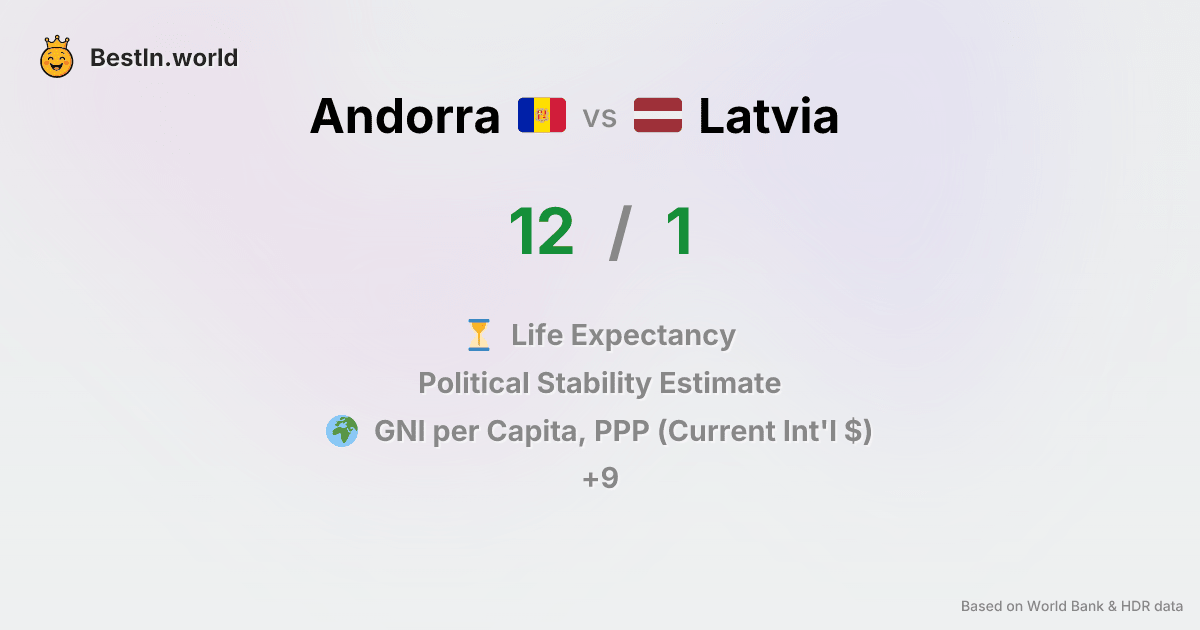 BestIn.world
Andorra vs Latvia
12 / 1
Life Expectancy
Political Stability Estimate
GNI per Capita, PPP (Current Int'l $)
+9
Based on World Bank & HDR data